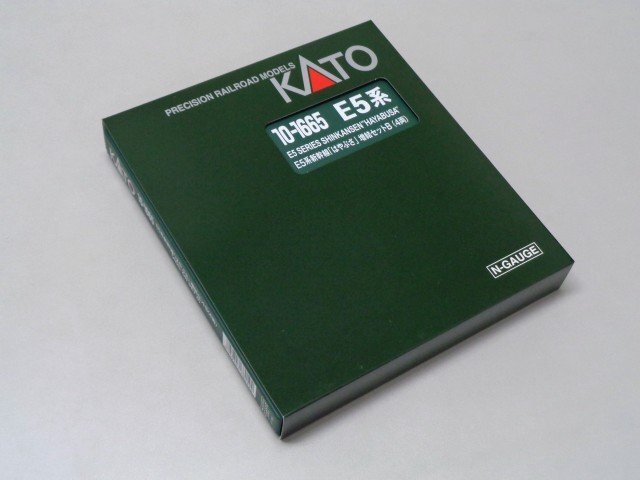 PRECISION RAILROAD MODELS
KATO
10-1665 E5系
E5 SERIES SHINKANSEN "HAYABUSA"
E5系新幹線「はやぶさ」増結セットB (4両)
N-GAUGE
KATO